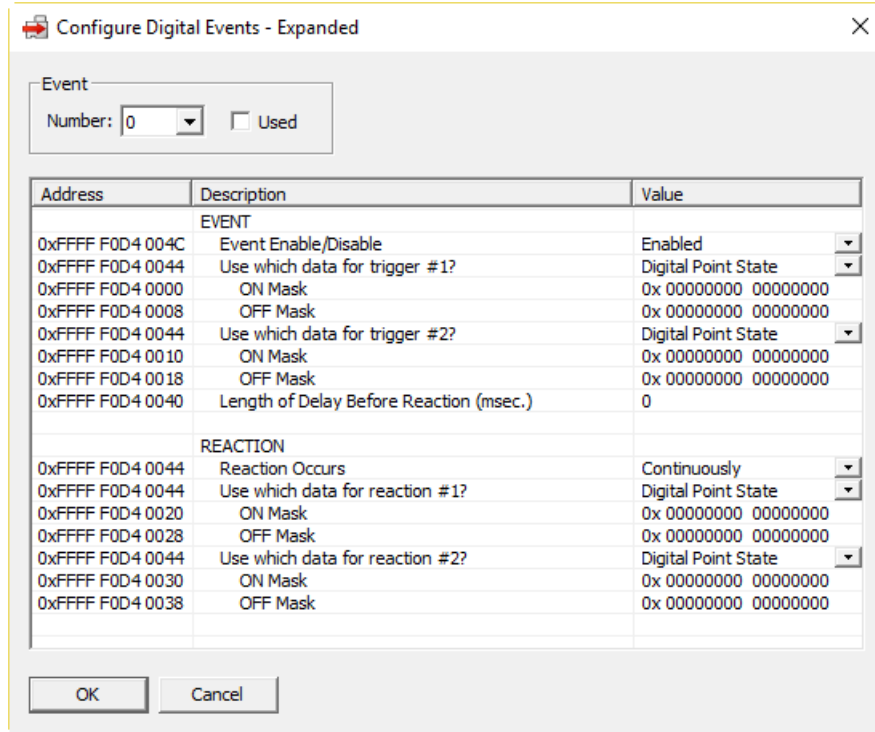 Configure Digital Events - Expanded
Event
Number: 0 Used
Address Description Value
EVENT
0xFFFF F0D4 004C Event Enable/Disable Enabled
0xFFFF F0D4 0044 Use which data for trigger #1? Digital Point State
0xFFFF F0D4 0000 ON Mask 0x 00000000 00000000
0xFFFF F0D4 0008 OFF Mask 0x 00000000 00000000
0xFFFF F0D4 0044 Use which data for trigger #2? Digital Point State
0xFFFF F0D4 0010 ON Mask 0x 00000000 00000000
0xFFFF F0D4 0018 OFF Mask 0x 00000000 00000000
0xFFFF F0D4 0040 Length of Delay Before Reaction (msec.) 0
REACTION
0xFFFF F0D4 0044 Reaction Occurs Continuously
0xFFFF F0D4 0044 Use which data for reaction #1? Digital Point State
0xFFFF F0D4 0020 ON Mask 0x 00000000 00000000
0xFFFF F0D4 0028 OFF Mask 0x 00000000 00000000
0xFFFF F0D4 0044 Use which data for reaction #2? Digital Point State
0xFFFF F0D4 0030 ON Mask 0x 00000000 00000000
0xFFFF F0D4 0038 OFF Mask 0x 00000000 00000000
OK Cancel